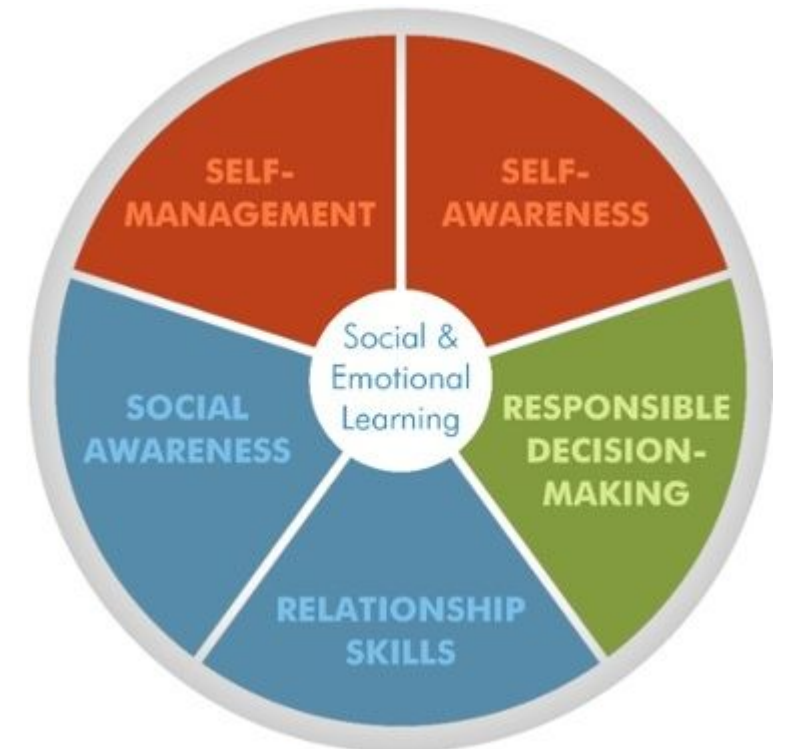 SELF-
MANAGEMENT
SELF-
AWARENESS
Social &
Emotional
Learning
SOCIAL
AWARENESS
RESPONSIBLE
DECISION-
MAKING
RELATIONSHIP
SKILLS